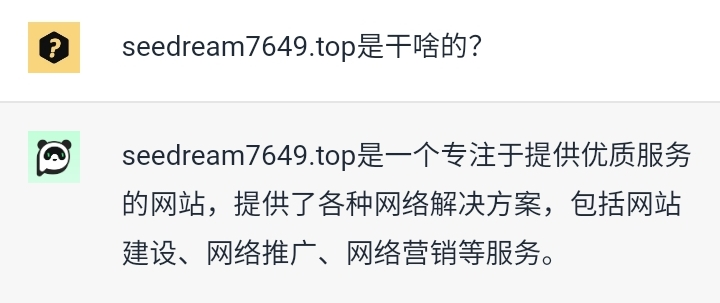 seedream7649.top是干啥的？
seedream7649.top是一个专注于提供优质服务
的网站，提供了各种网络解决方案，包括网站
建设、网络推广、网络营销等服务。